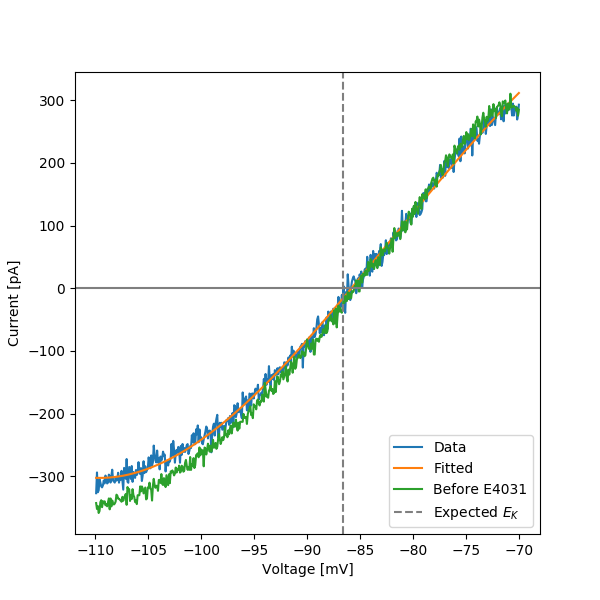 300
200
100
0
−100
−200
−300
Current [pA]
Data
Fitted
Before E4031
Expected E_K
−110 −105 −100 −95 −90 −85 −80 −75 −70
Voltage [mV]